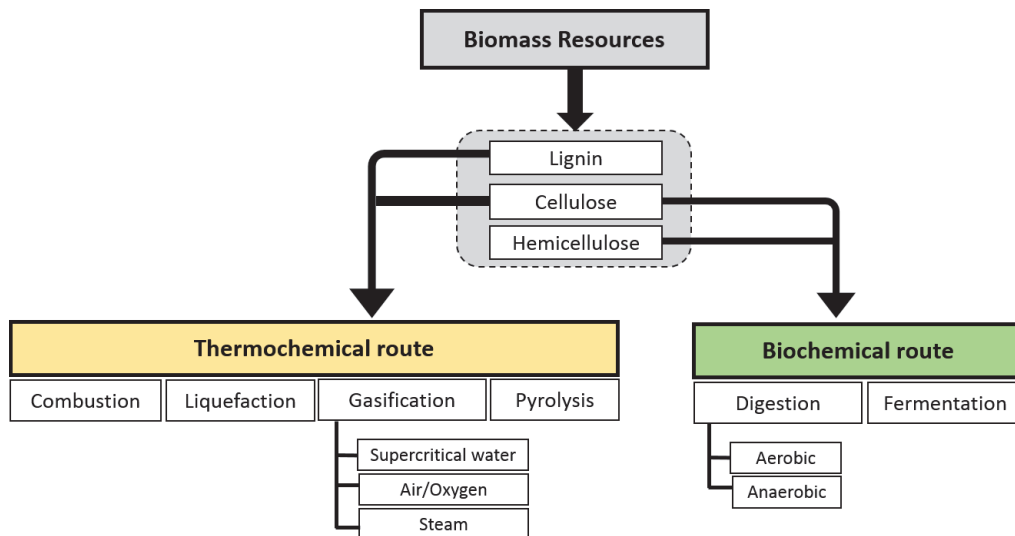 Biomass Resources
Lignin
Cellulose
Hemicellulose
Thermochemical route
Combustion
Liquefaction
Gasification
Pyrolysis
Supercritical water
Air/Oxygen
Steam
Biochemical route
Digestion
Fermentation
Aerobic
Anaerobic